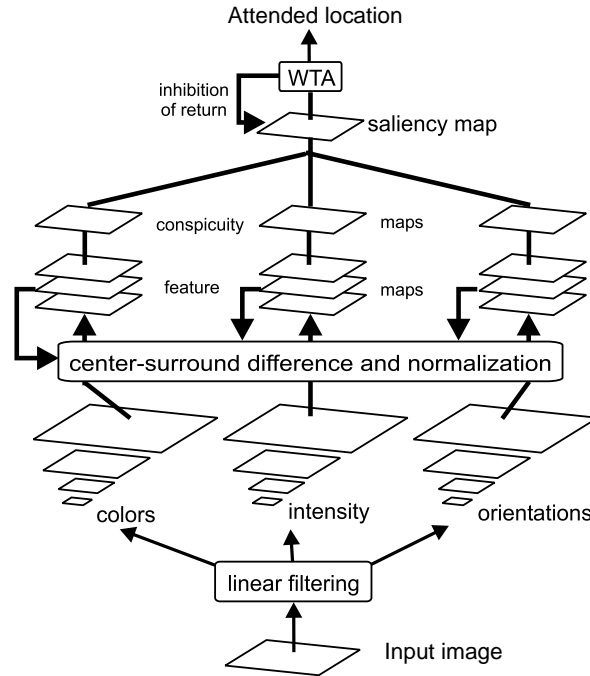 Attended location
WTA
inhibition
of return
saliency map
conspicuity maps
feature maps
center-surround difference and normalization
colors intensity orientations
linear filtering
Input image